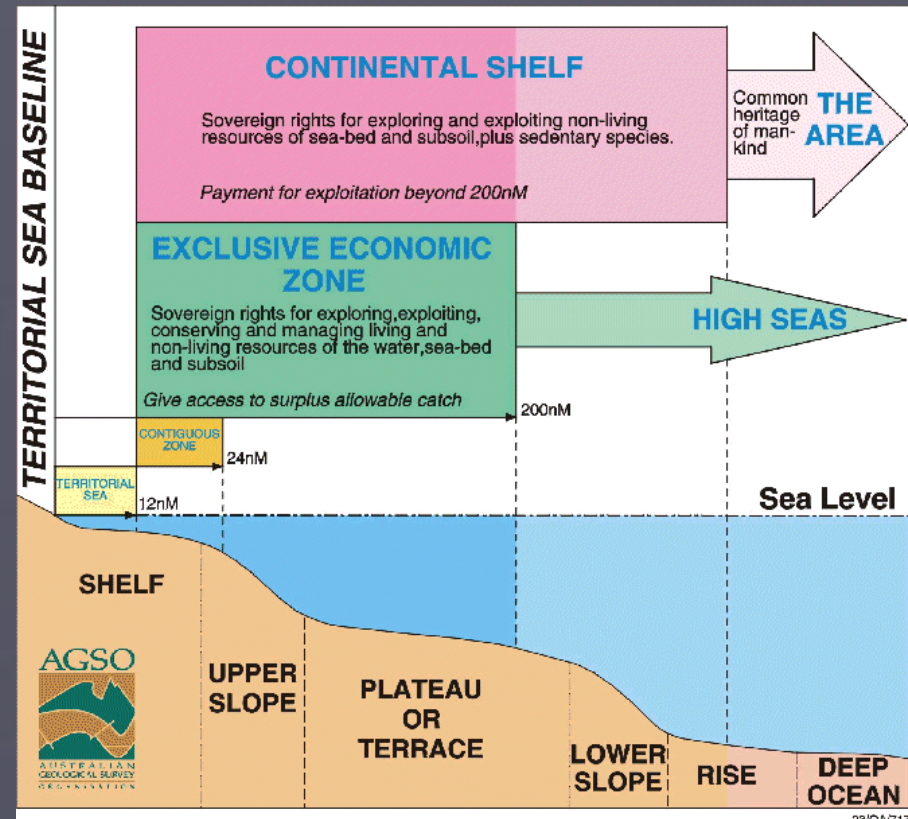 TERRITORIAL SEA BASELINE
CONTINENTAL SHELF
Sovereign rights for exploring and exploiting non-living
resources of sea-bed and subsoil,plus sedentary species.
Payment for exploitation beyond 200nM
Common
heritage
of man-
kind
THE
AREA
EXCLUSIVE ECONOMIC
ZONE
Sovereign rights for exploring,exploiting,
conserving and managing living and
non-living resources of the water,sea-bed
and subsoil
Give access to surplus allowable catch
HIGH SEAS
200nM
CONTIGUOUS
ZONE
24nM
TERRITORIAL
SEA
12nM
Sea Level
SHELF
UPPER
SLOPE
PLATEAU
OR
TERRACE
LOWER
SLOPE
RISE
DEEP
OCEAN
AGSO
AUSTRALIAN
GEOLOGICAL SURVEY
ORGANISATION